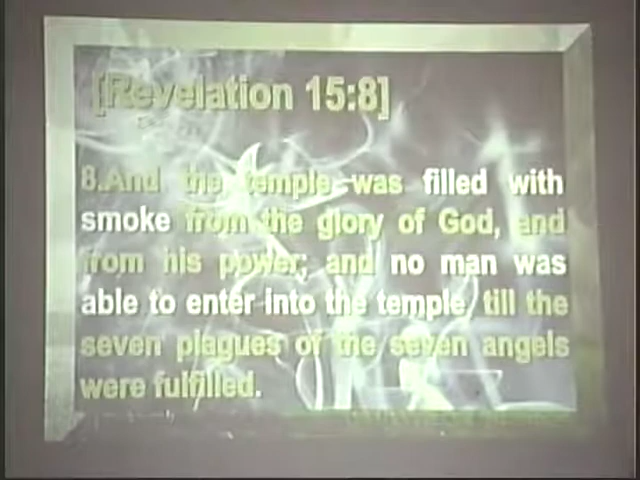 [Revelation 15:8]
8.And the temple was filled with
smoke from the glory of God, and
from his power; and no man was
able to enter into the temple, till the
seven plagues of the seven angels
were fulfilled.